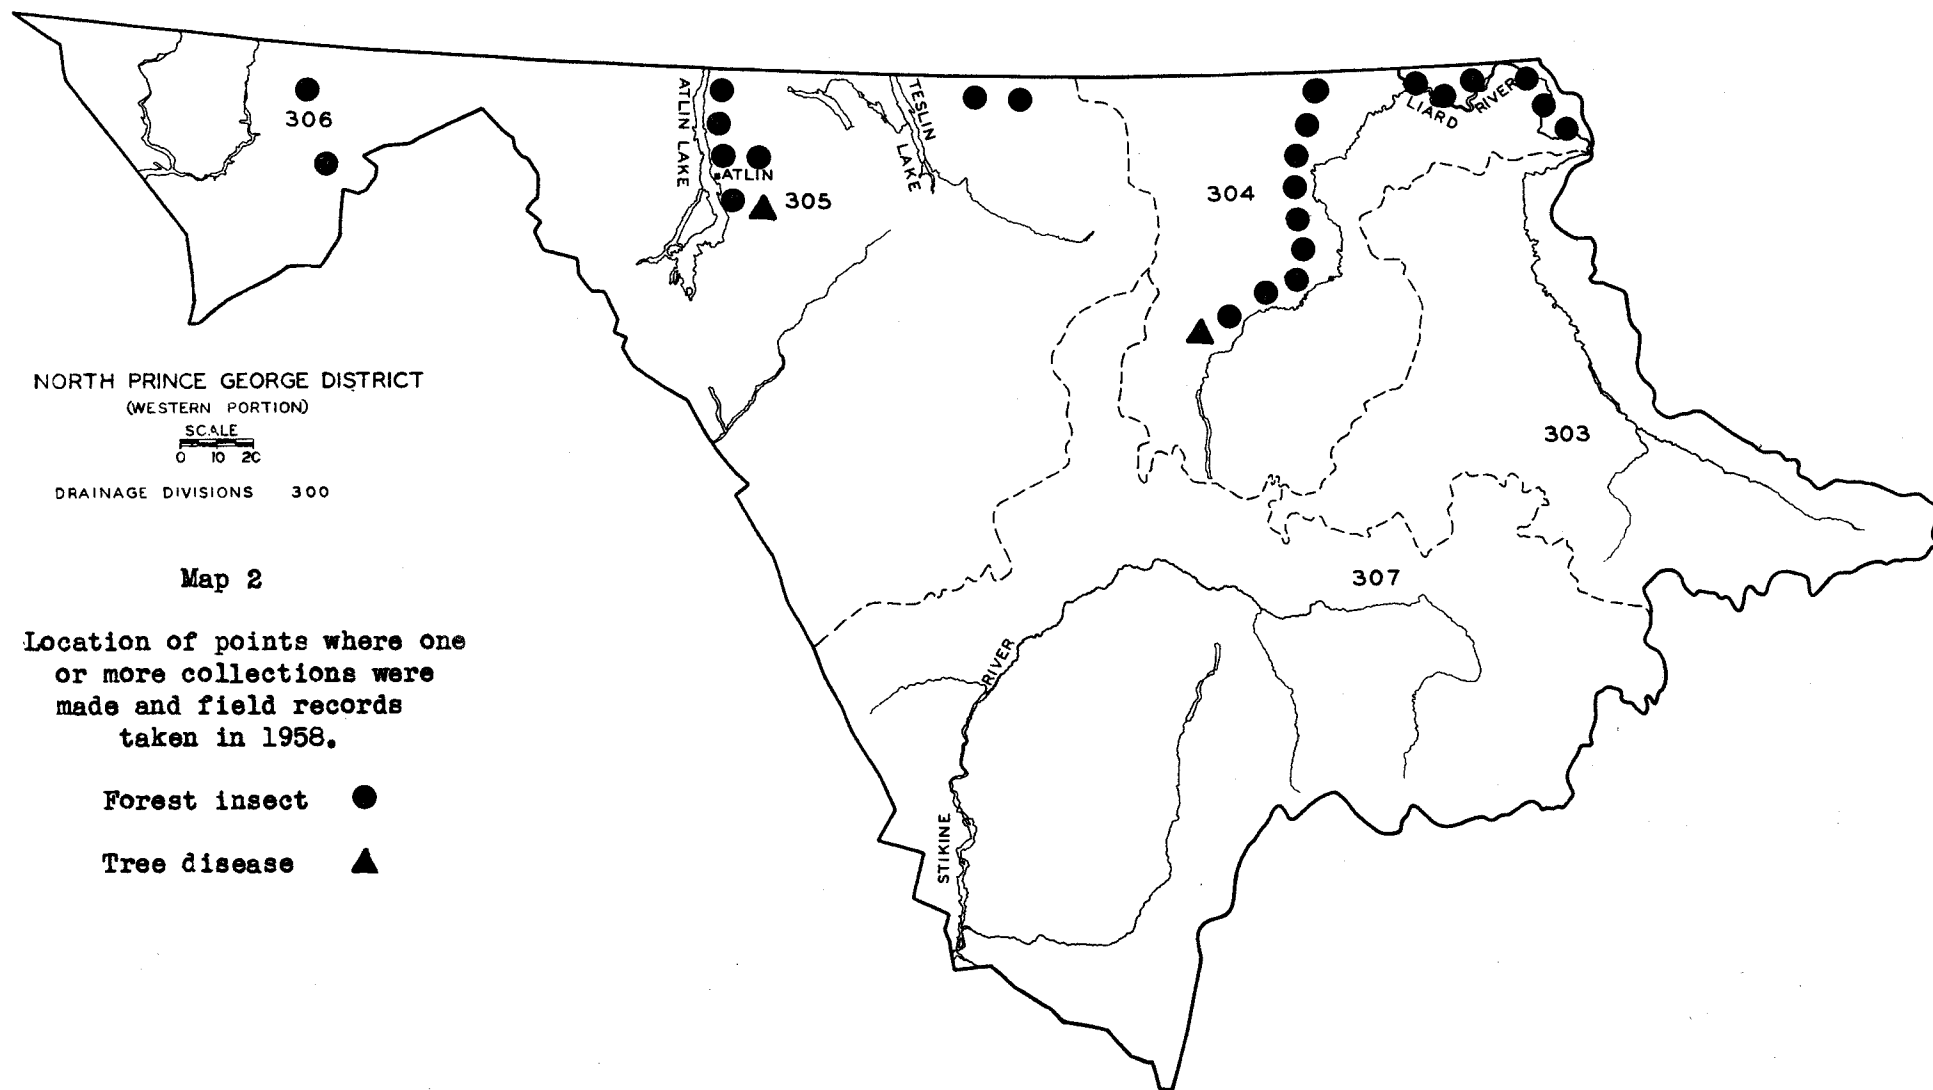 306
ATLIN LAKE
ATLIN
305
TESLIN LAKE
304
LIARD RIVER
303
307
STIKINE RIVER
NORTH PRINCE GEORGE DISTRICT
(WESTERN PORTION)
SCALE
0 10 20
DRAINAGE DIVISIONS 300
Map 2
Location of points where one
or more collections were
made and field records
taken in 1958.
Forest insect
Tree disease